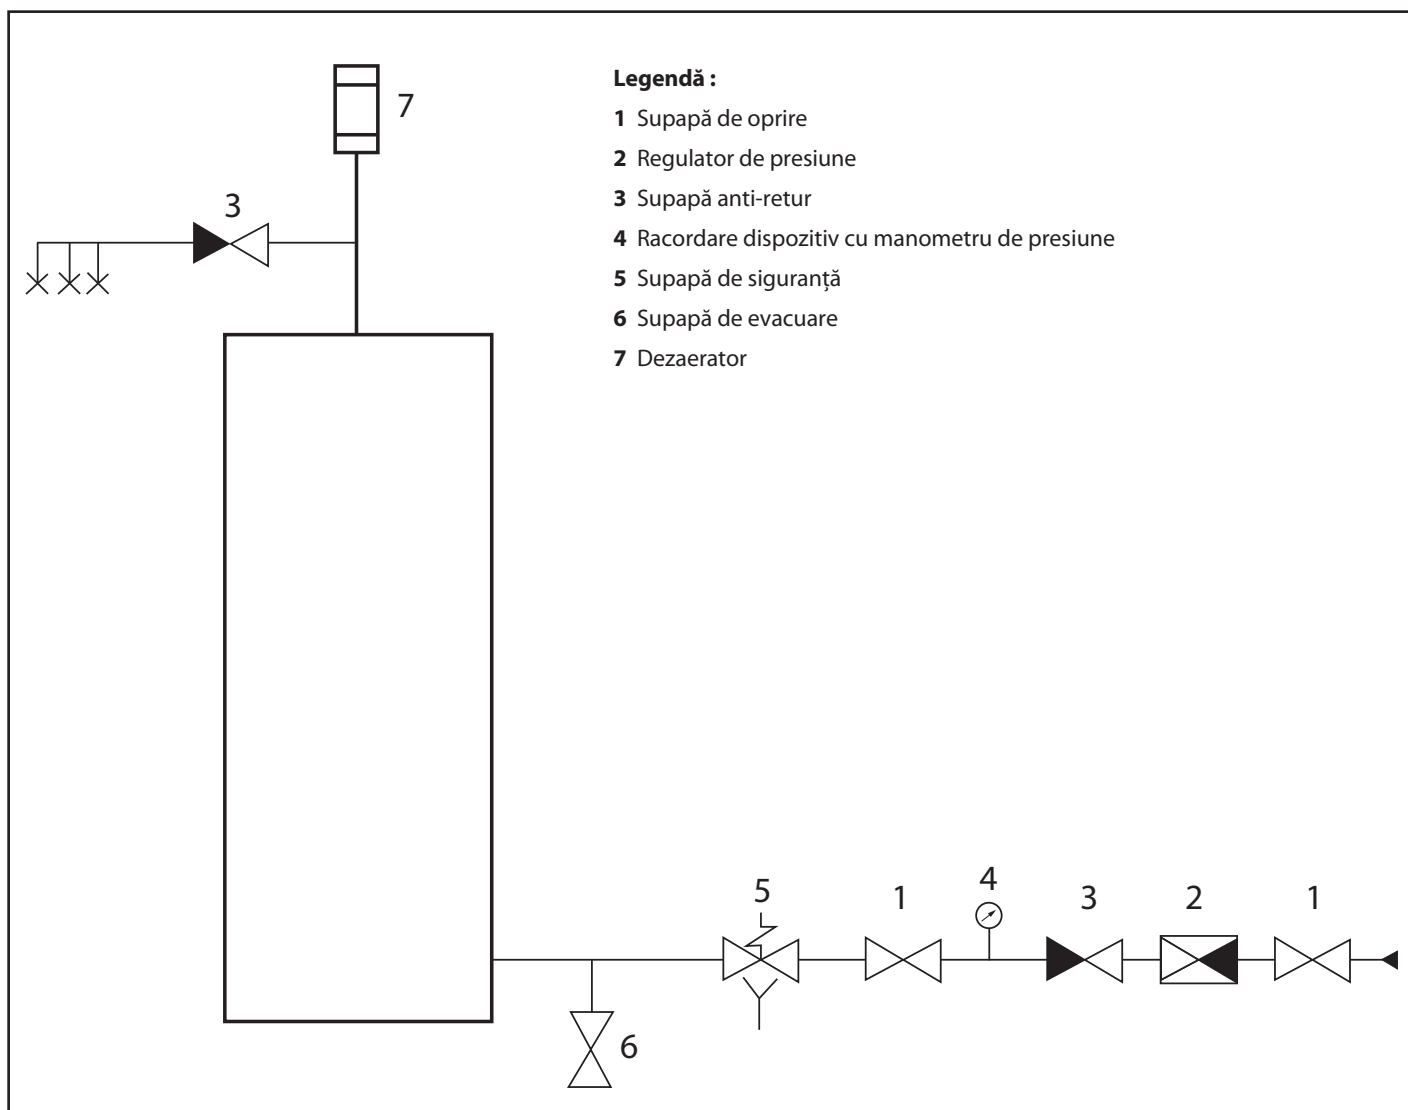 7
3
Legendă :
1 Supapă de oprire
2 Regulator de presiune
3 Supapă anti-retur
4 Racordare dispozitiv cu manometru de presiune
5 Supapă de siguranță
6 Supapă de evacuare
7 Dezaerator
5 1 4 3 2 1
6